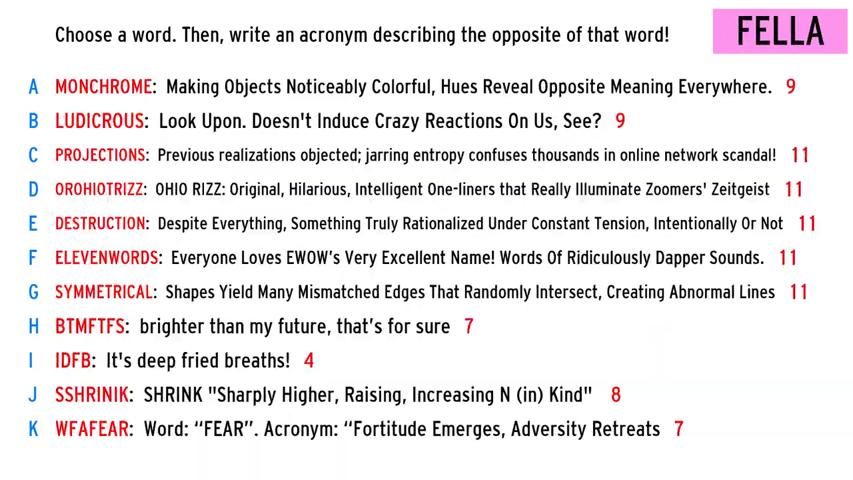 Choose a word. Then, write an acronym describing the opposite of that word!
FELLA
A MONCHROME: Making Objects Noticeably Colorful, Hues Reveal Opposite Meaning Everywhere. 9
B LUDICROUS: Look Upon. Doesn't Induce Crazy Reactions On Us, See? 9
C PROJECTIONS: Previous realizations objected; jarring entropy confuses thousands in online network scandal! 11
D OROHIOTRIZZ: OHIO RIZZ: Original, Hilarious, Intelligent One-liners that Really Illuminate Zoomers' Zeitgeist 11
E DESTRUCTION: Despite Everything, Something Truly Rationalized Under Constant Tension, Intentionally Or Not 11
F ELEVENWORDS: Everyone Loves EWOW's Very Excellent Name! Words Of Ridiculously Dapper Sounds. 11
G SYMMETRICAL: Shapes Yield Many Mismatched Edges That Randomly Intersect, Creating Abnormal Lines 11
H BTMFTFS: brighter than my future, that's for sure 7
I IDFB: It's deep fried breaths! 4
J SSHRINIK: SHRINK "Sharply Higher, Raising, Increasing N (in) Kind" 8
K WFAFEAR: Word: “FEAR”. Acronym: “Fortitude Emerges, Adversity Retreats 7